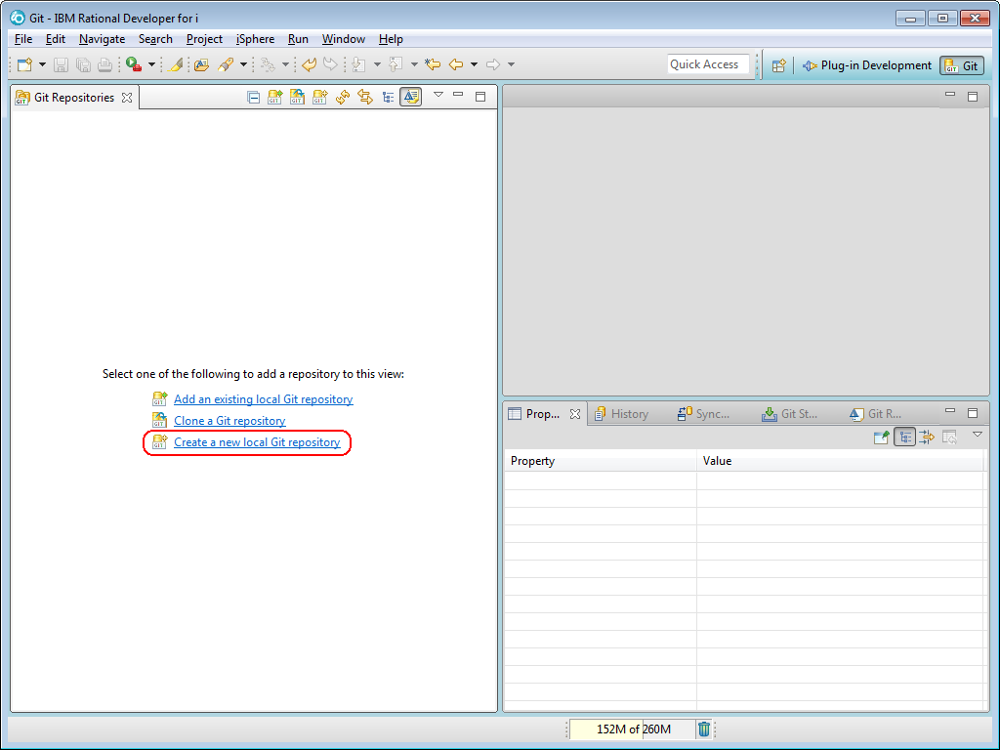 Git - IBM Rational Developer for i
File Edit Navigate Search Project iSphere Run Window Help
Quick Access
Plug-in Development
Git
Git Repositories
Select one of the following to add a repository to this view:
Add an existing local Git repository
Clone a Git repository
Create a new local Git repository
Prop... History Sync... Git St... Git R...
Property Value
152M of 260M